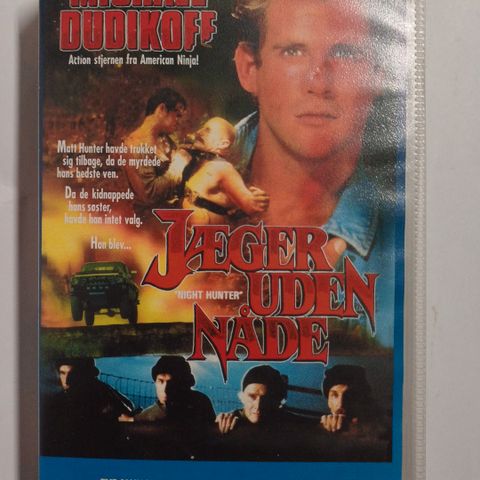 MICHAEL
DUDIKOFF
Action stjernen fra American Ninja!
Matt Hunter havde trukket
sig tilbage, da de myrdede
hans bedste ven.
Da de kidnappede
hans søster,
havde han intet valg.
Han blev...
JÆGER
"NIGHT HUNTER"
UDEN
NÅDE